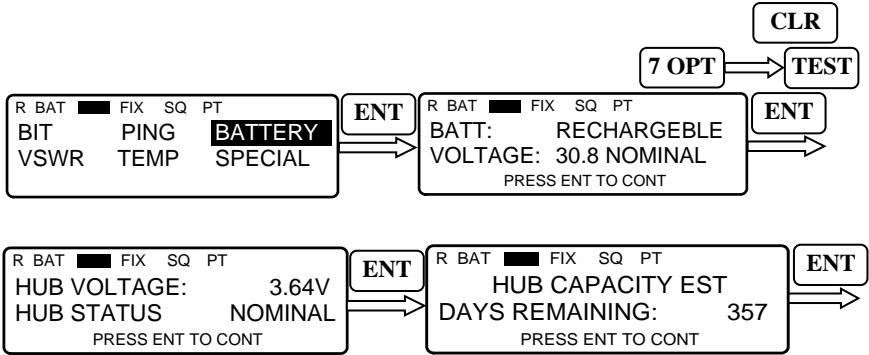 CLR
7 OPT TEST
R BAT FIX SQ PT
BIT PING BATTERY
VSWR TEMP SPECIAL
ENT
R BAT FIX SQ PT
BATT: RECHARGEBLE
VOLTAGE: 30.8 NOMINAL
PRESS ENT TO CONT
ENT
R BAT FIX SQ PT
HUB VOLTAGE: 3.64V
HUB STATUS NOMINAL
PRESS ENT TO CONT
ENT
R BAT FIX SQ PT
HUB CAPACITY EST
DAYS REMAINING: 357
PRESS ENT TO CONT
ENT